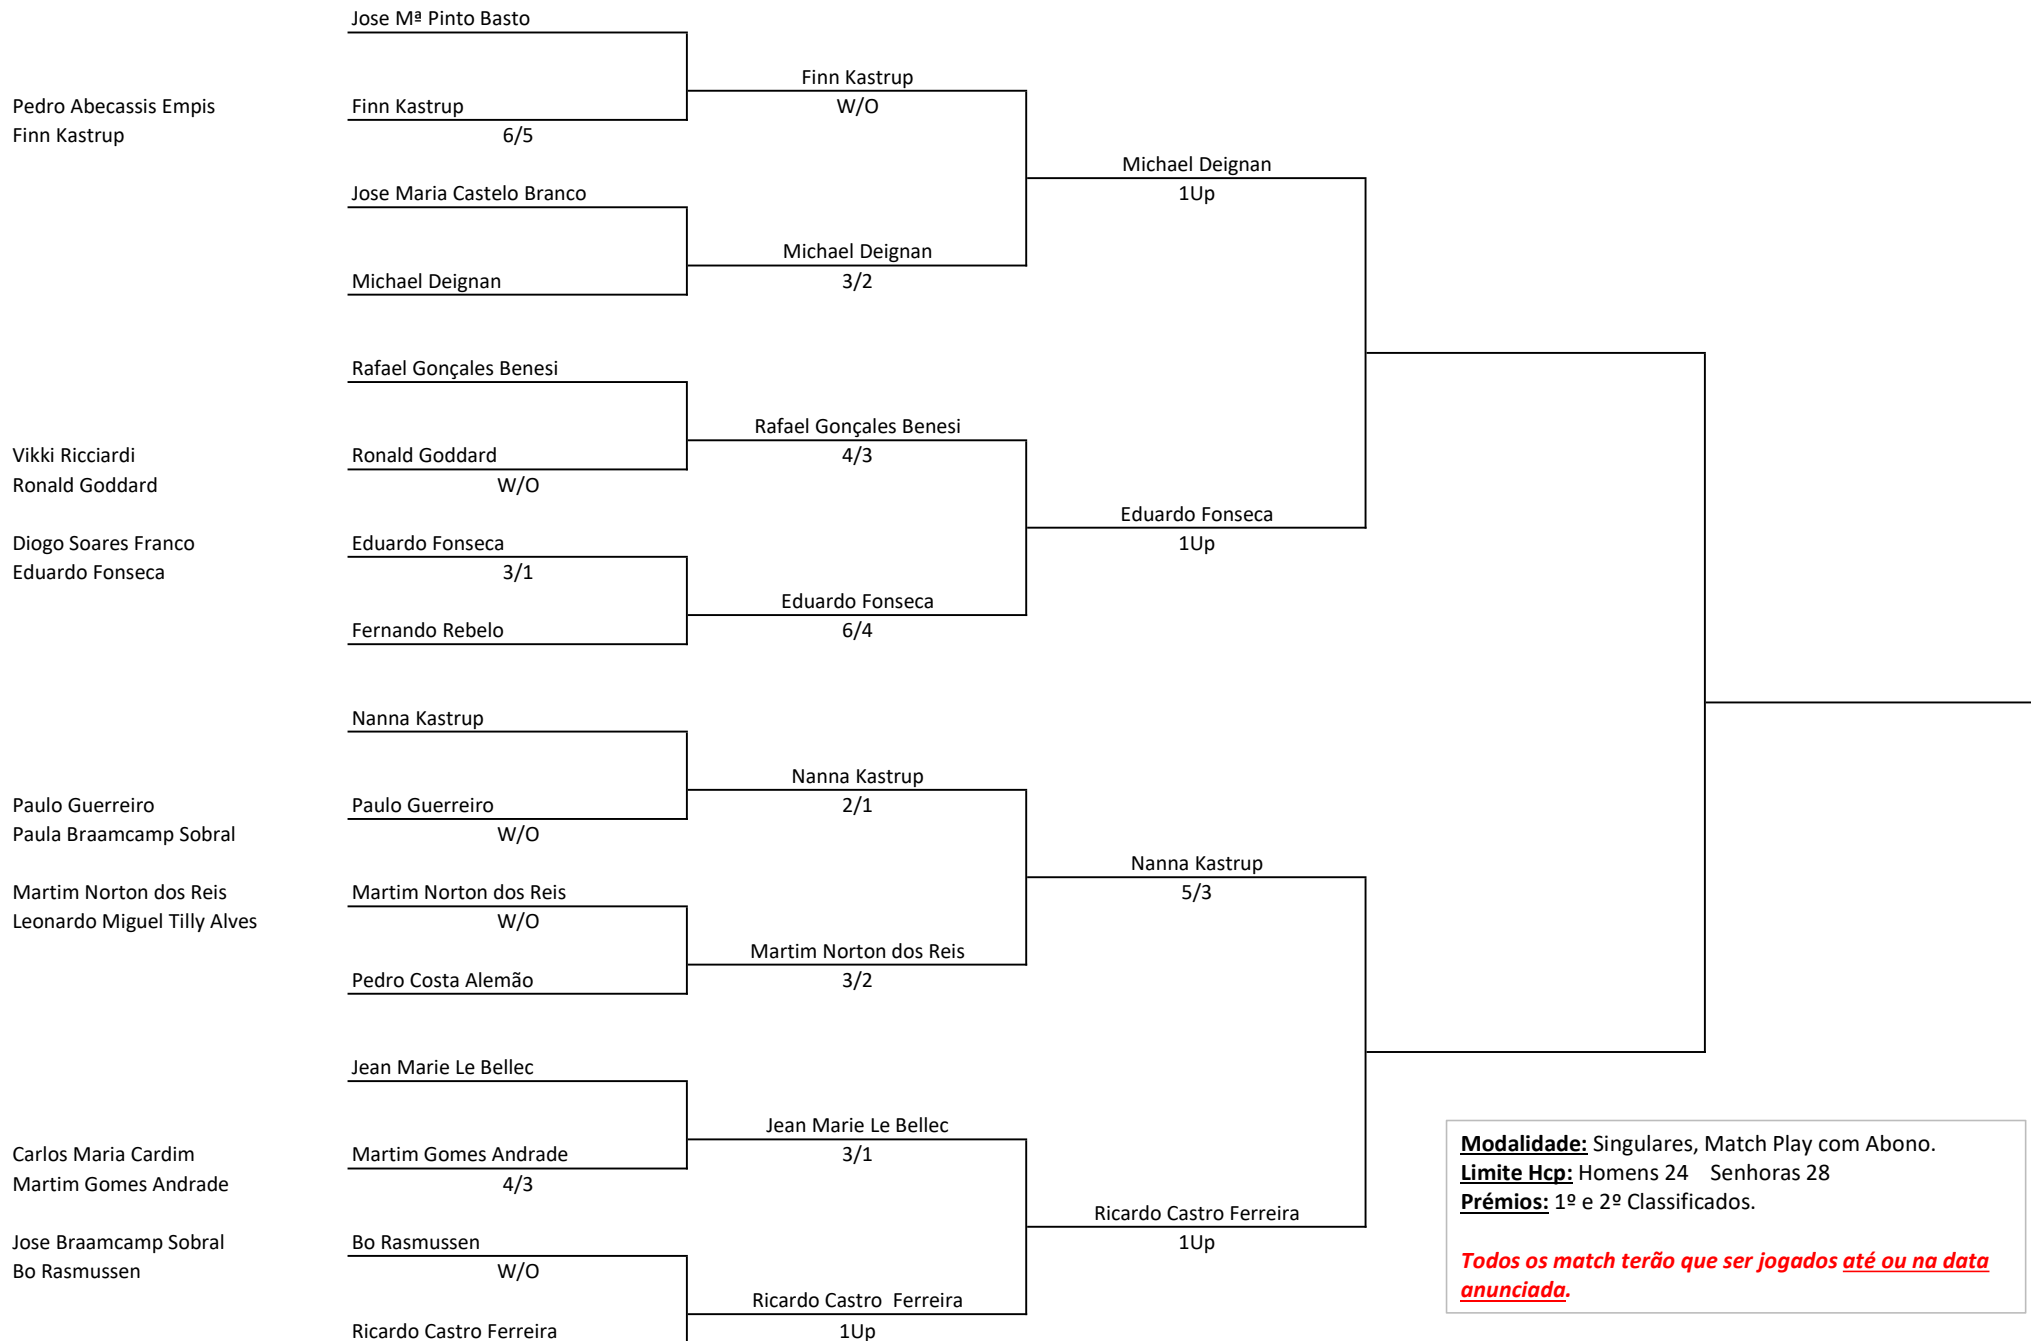 Jose Mª Pinto Basto
Finn Kastrup
Pedro Abecassis Empis
Finn Kastrup
W/O
Finn Kastrup
6/5
Michael Deignan
Jose Maria Castelo Branco
1Up
Michael Deignan
Michael Deignan
3/2
Rafael Gonçales Benesi
Rafael Gonçales Benesi
Vikki Ricciardi
Ronald Goddard
4/3
Ronald Goddard
W/O
Eduardo Fonseca
Diogo Soares Franco
Eduardo Fonseca
1Up
Eduardo Fonseca
3/1
Eduardo Fonseca
Fernando Rebelo
6/4
Nanna Kastrup
Nanna Kastrup
Paulo Guerreiro
Paulo Guerreiro
2/1
Paula Braamcamp Sobral
W/O
Nanna Kastrup
Martim Norton dos Reis
Martim Norton dos Reis
5/3
Leonardo Miguel Tilly Alves
W/O
Martim Norton dos Reis
Pedro Costa Alemão
3/2
Jean Marie Le Bellec
Jean Marie Le Bellec
Carlos Maria Cardim
Martim Gomes Andrade
3/1
Martim Gomes Andrade
4/3
Ricardo Castro Ferreira
Jose Braamcamp Sobral
Bo Rasmussen
1Up
Bo Rasmussen
W/O
Ricardo Castro  Ferreira
Ricardo Castro Ferreira
1Up
Modalidade: Singulares, Match Play com Abono.
Limite Hcp: Homens 24    Senhoras 28
Prémios: 1º e 2º Classificados.
Todos os match terão que ser jogados até ou na data
anunciada.